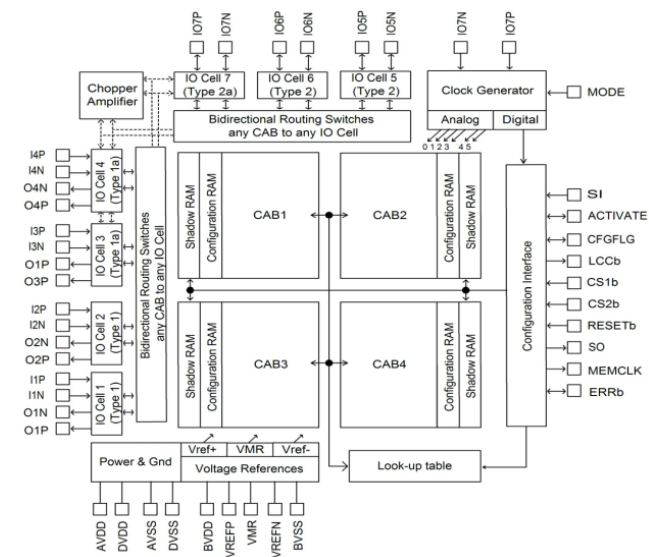 IO7P
IO7N
IO6P
IO6N
IO5P
IO5N
IO7N
IO7P
Chopper
Amplifier
IO Cell 7
(Type 2a)
IO Cell 6
(Type 2)
IO Cell 5
(Type 2)
Clock Generator
Analog
Digital
MODE
Bidirectional Routing Switches
any CAB to any IO Cell
0 1 2 3 4 5
I4P
I4N
O4N
O4P
IO Cell 4
(Type 1a)
I3P
I3N
O1P
O3P
IO Cell 3
(Type 1a)
I2P
I2N
O2N
O2P
IO Cell 2
(Type 1)
I1P
I1N
O1N
O1P
IO Cell 1
(Type 1)
Bidirectional Routing Switches
any CAB to any IO Cell
Shadow RAM
Configuration RAM
CAB1
CAB2
Configuration RAM
Shadow RAM
Shadow RAM
Configuration RAM
CAB3
CAB4
Configuration RAM
Shadow RAM
Configuration Interface
SI
ACTIVATE
CFGFLG
LCCb
CS1b
CS2b
RESETb
SO
MEMCLK
ERRb
Power & Gnd
Vref+
VMR
Vref-
Voltage References
Look-up table
AVDD
DVDD
AVSS
DVSS
BVDD
VREFP
VMR
VREFN
BVSS